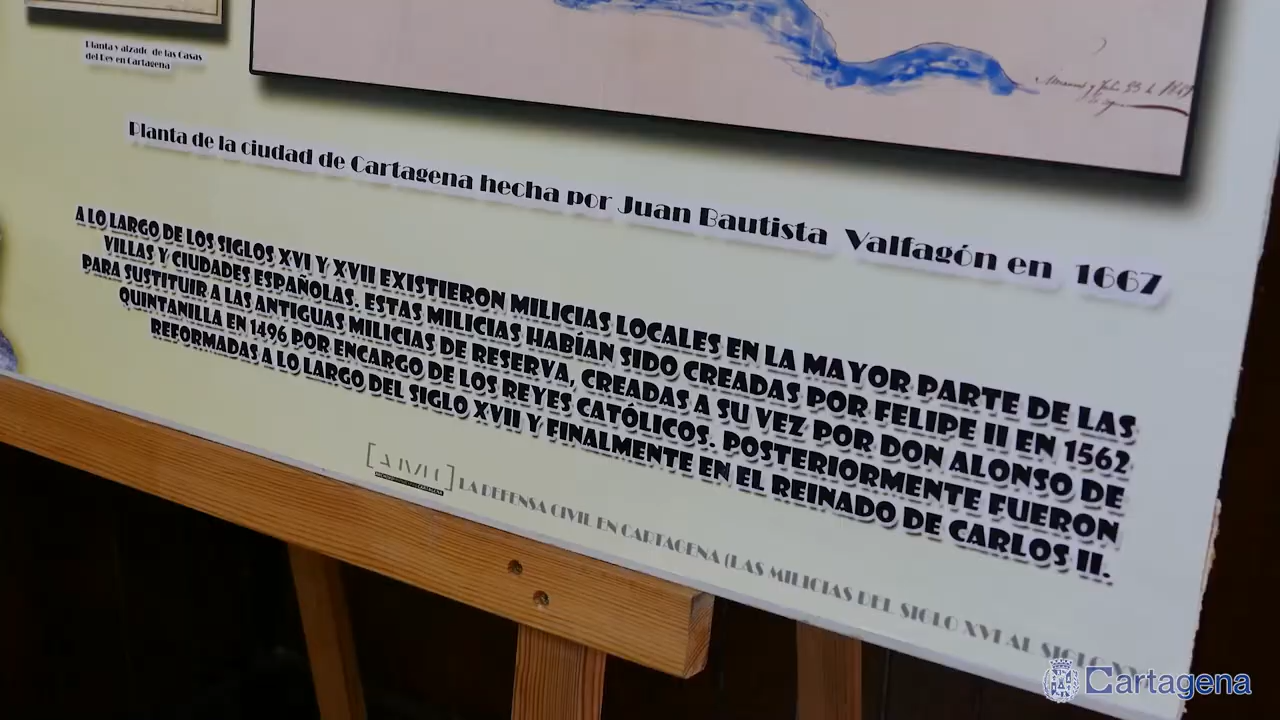 Planta y alzado de las Casas
del Rey en Cartagena
Planta de la ciudad de Cartagena hecha por Juan Bautista Valfagón en 1667
A LO LARGO DE LOS SIGLOS XVI Y XVII EXISTIERON MILICIAS LOCALES EN LA MAYOR PARTE DE LAS
VILLAS Y CIUDADES ESPAÑOLAS. ESTAS MILICIAS HABÍAN SIDO CREADAS POR FELIPE II EN 1562
PARA SUSTITUIR A LAS ANTIGUAS MILICIAS DE RESERVA, CREADAS A SU VEZ POR DON ALONSO DE
QUINTANILLA EN 1496 POR ENCARGO DE LOS REYES CATÓLICOS. POSTERIORMENTE FUERON
REFORMADAS A LO LARGO DEL SIGLO XVII Y FINALMENTE EN EL REINADO DE CARLOS II.
LA DEFENSA CIVIL EN CARTAGENA (LAS MILICIAS DEL SIGLO XVI AL SIGLO
Cartagena